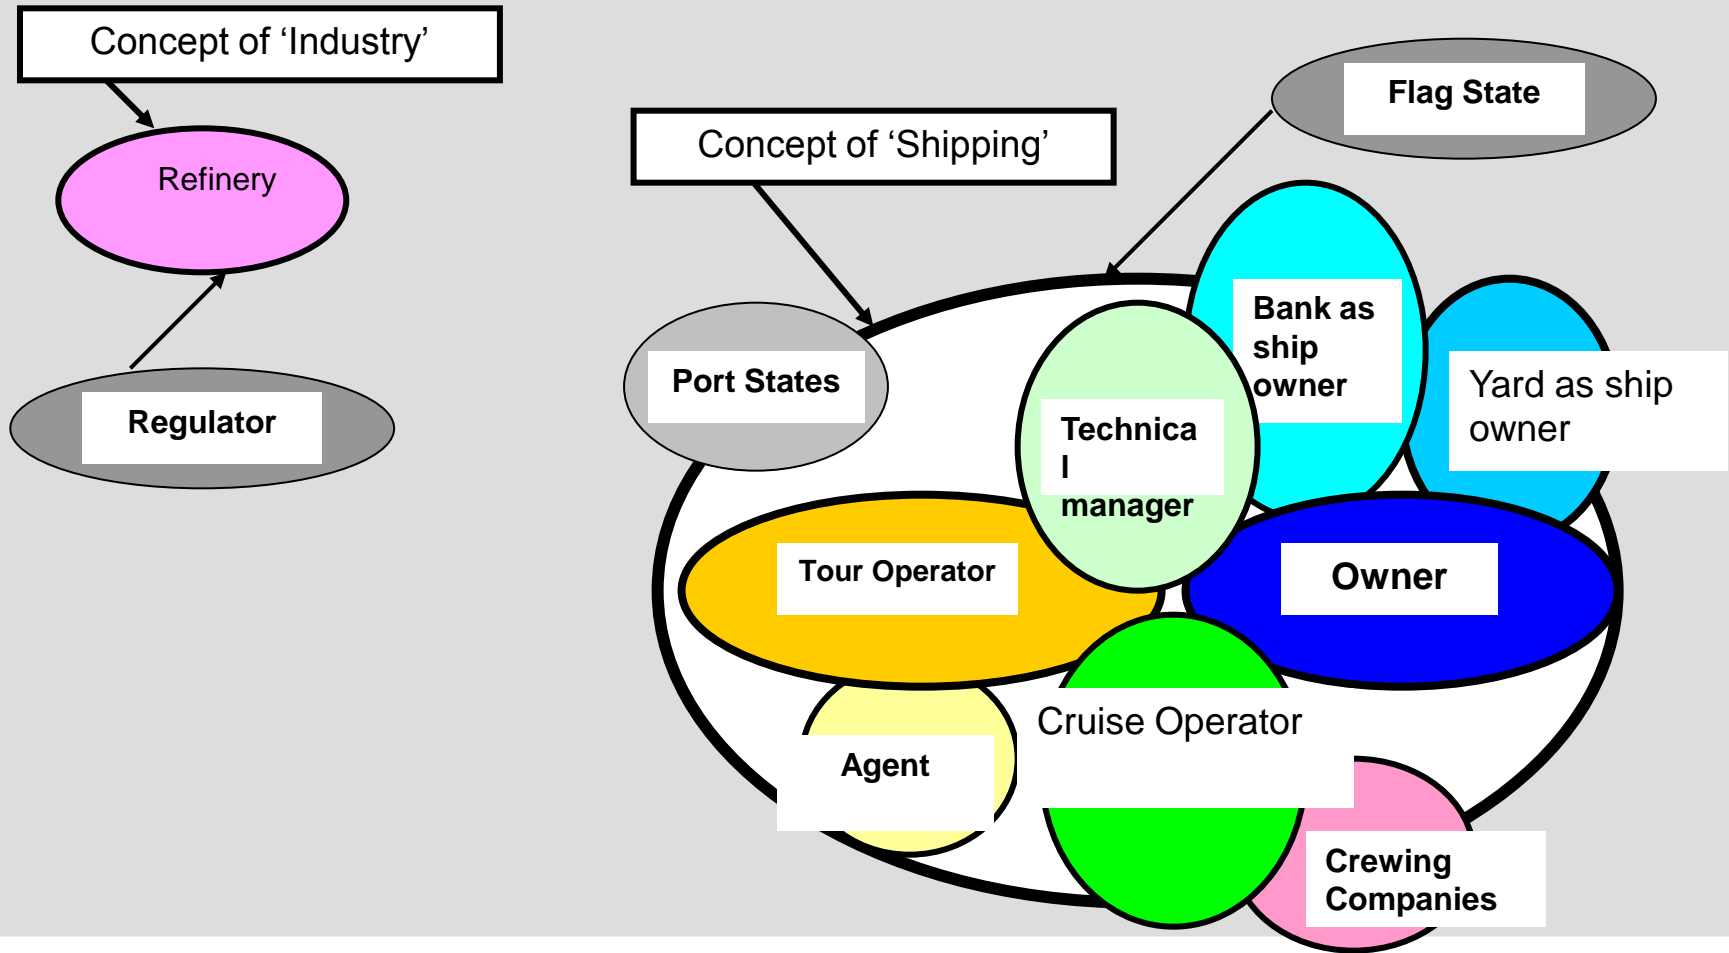 Concept of ‘Industry’
Refinery
Regulator
Concept of ‘Shipping’
Flag State
Port States
Bank as
ship
owner
Yard as ship
owner
Technica
l
manager
Tour Operator
Owner
Cruise Operator
Agent
Crewing
Companies